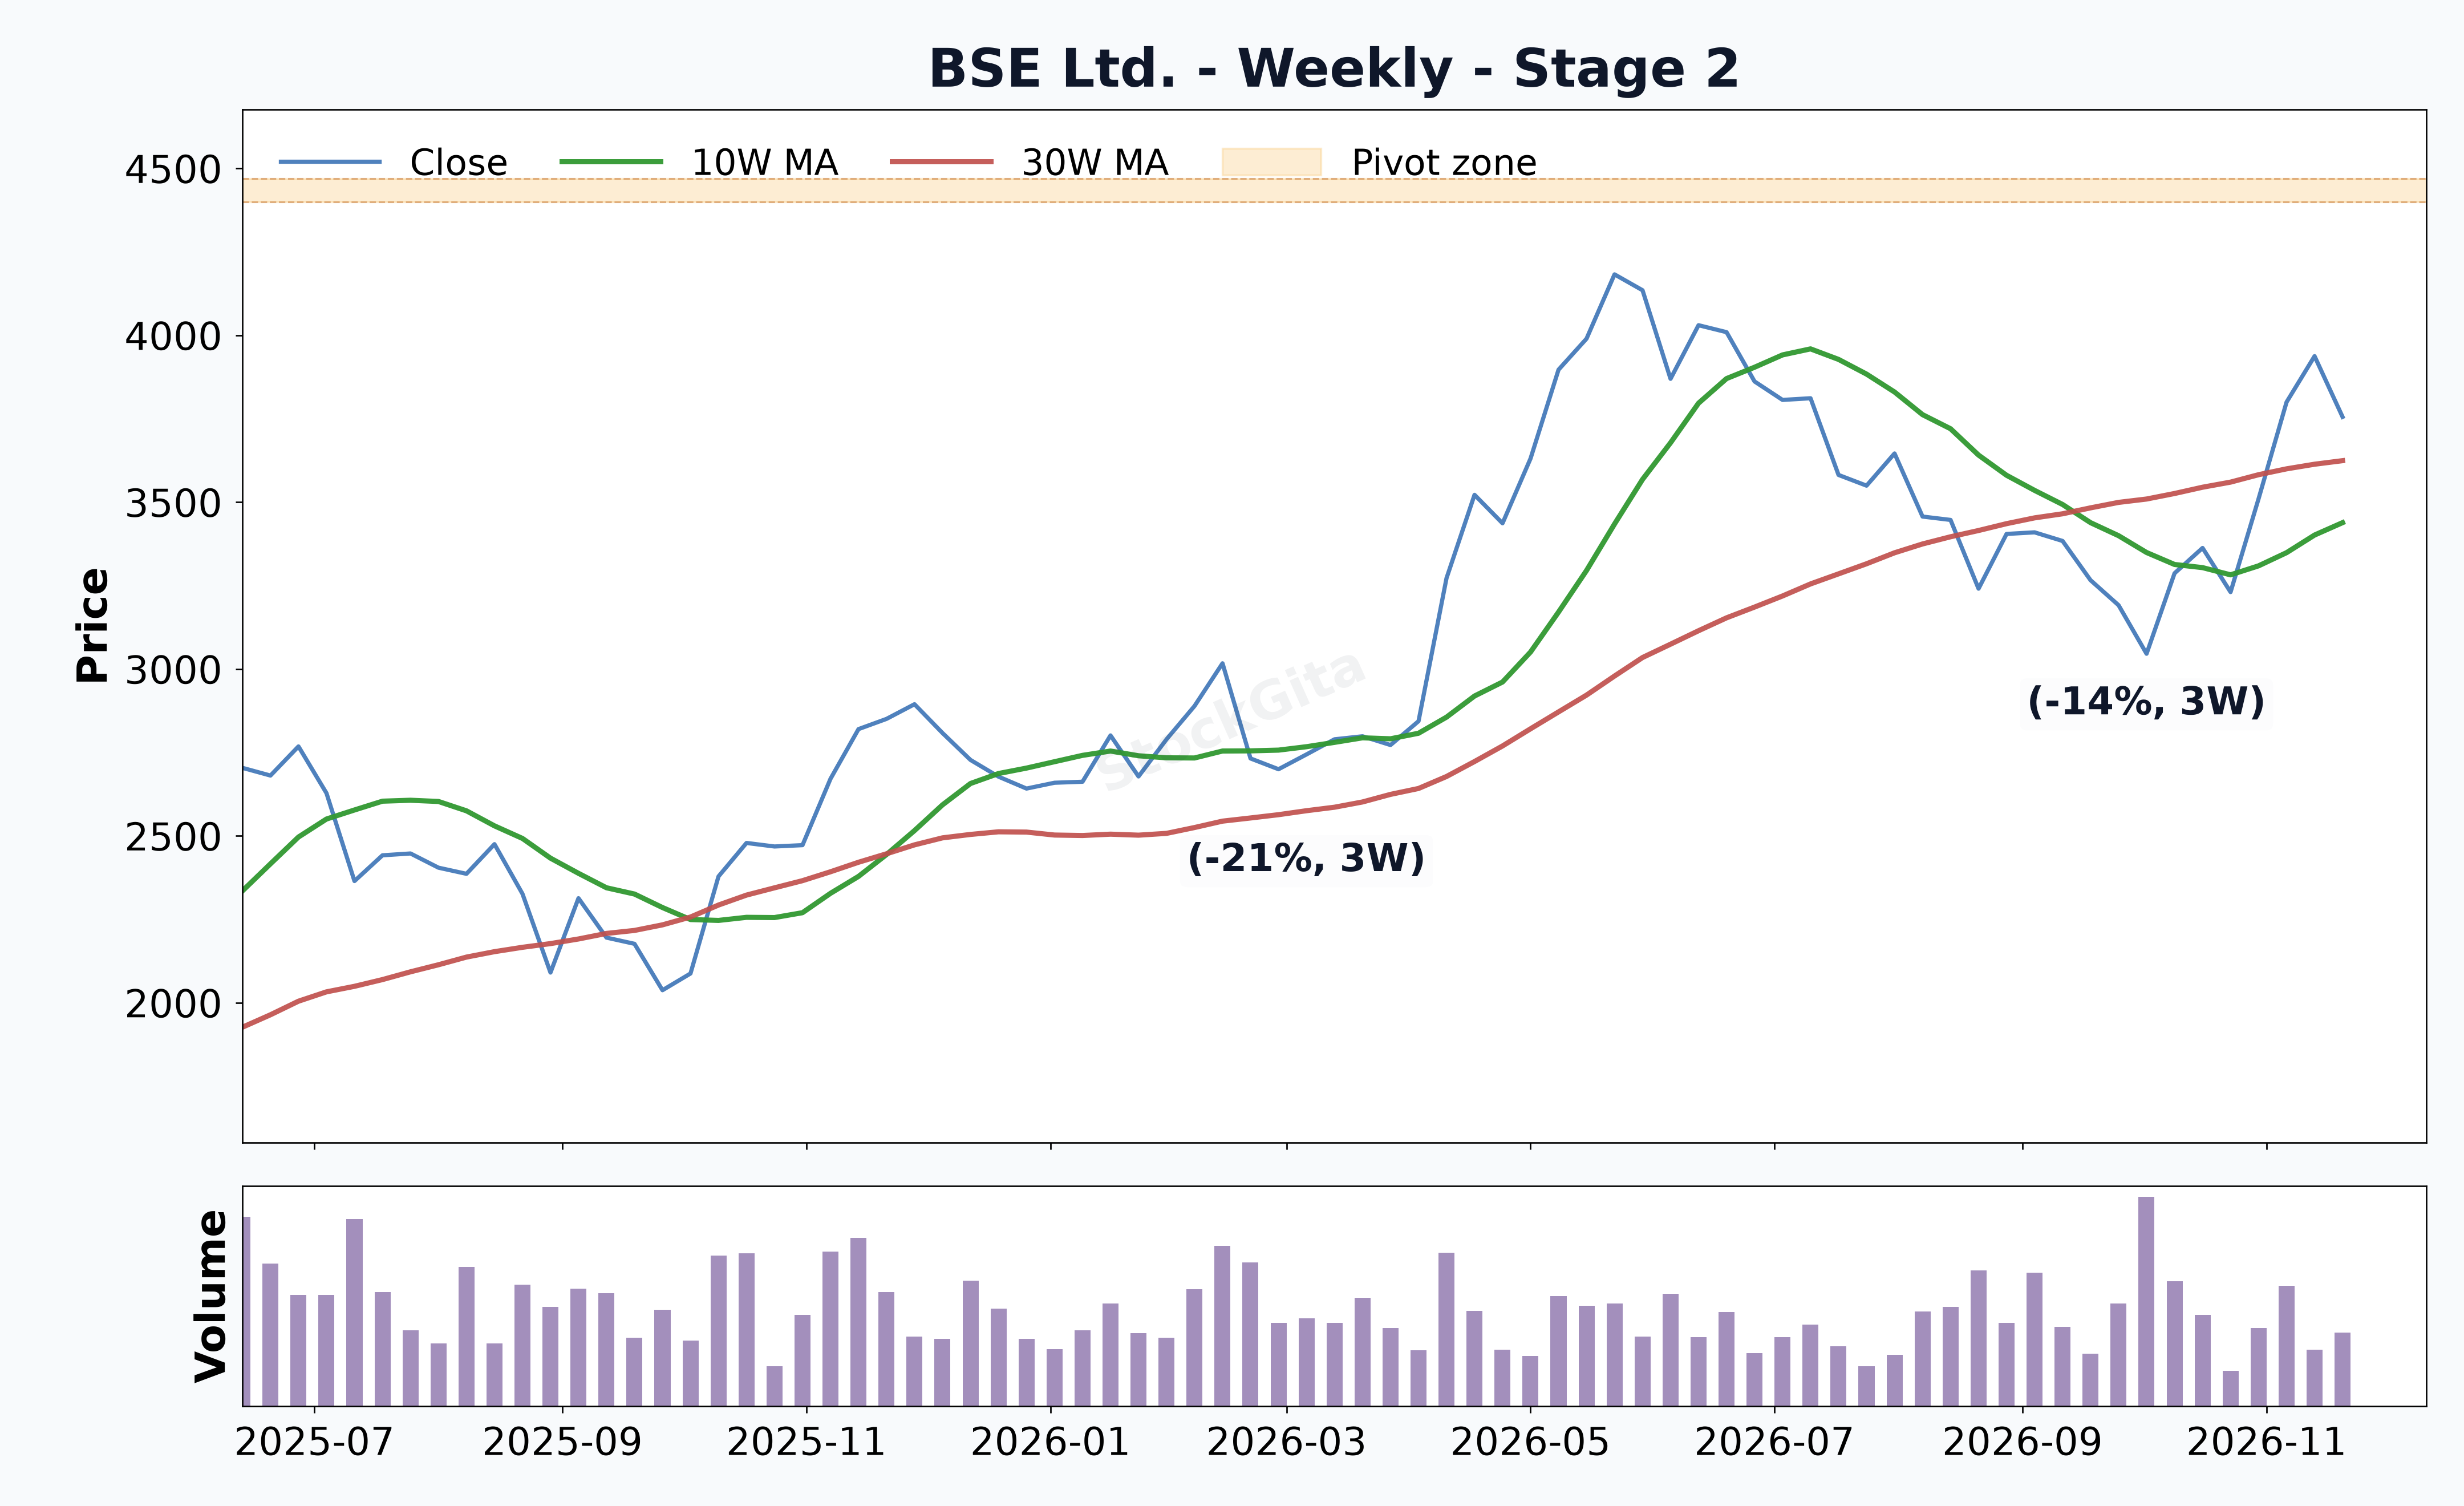 BSE Ltd. - Weekly - Stage 2
Close
10W MA
30W MA
Pivot zone
4500
4000
3500
3000
2500
2000
Price
StockGita
(-14%, 3W)
(-21%, 3W)
Volume
2025-07
2025-09
2025-11
2026-01
2026-03
2026-05
2026-07
2026-09
2026-11